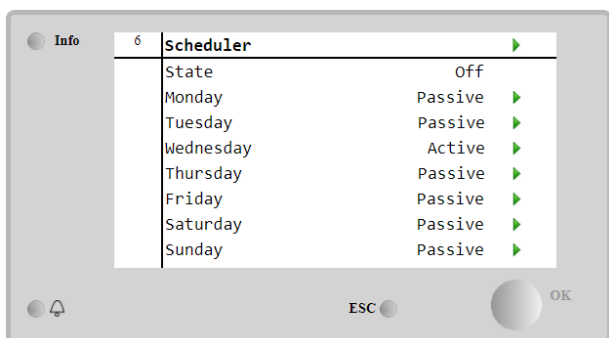 Info
6 Scheduler
State Off
Monday Passive
Tuesday Passive
Wednesday Active
Thursday Passive
Friday Passive
Saturday Passive
Sunday Passive
ESC OK